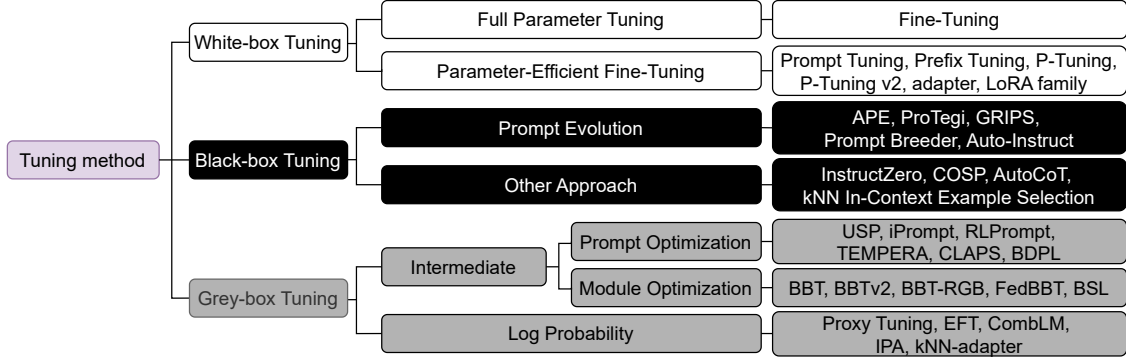 Tuning method
White-box Tuning
Full Parameter Tuning
Fine-Tuning
Parameter-Efficient Fine-Tuning
Prompt Tuning, Prefix Tuning, P-Tuning,
P-Tuning v2, adapter, LoRA family
Black-box Tuning
Prompt Evolution
APE, ProTegi, GRIPS,
Prompt Breeder, Auto-Instruct
Other Approach
InstructZero, COSP, AutoCoT,
kNN In-Context Example Selection
Grey-box Tuning
Intermediate
Prompt Optimization
USP, iPrompt, RLPrompt,
TEMPERA, CLAPS, BDPL
Module Optimization
BBT, BBTv2, BBT-RGB, FedBBT, BSL
Log Probability
Proxy Tuning, EFT, CombLM,
IPA, kNN-adapter